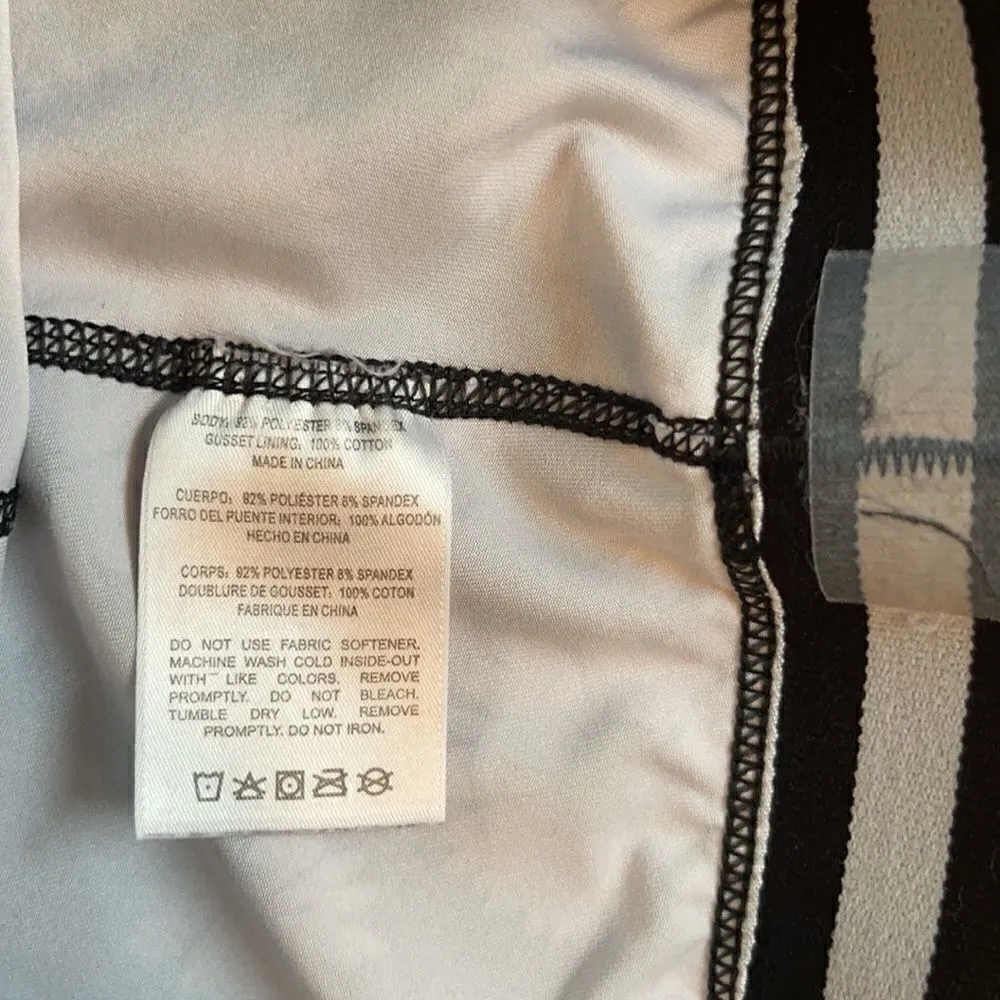 BODY: 92% POLYESTER 8% SPANDEX
GUSSET LINING: 100% COTTON
MADE IN CHINA
CUERPO: 92% POLIÉSTER 8% SPANDEX
FORRO DEL PUENTE INTERIOR: 100% ALGODÓN
HECHO EN CHINA
CORPS: 92% POLYESTER 8% SPANDEX
DOUBLURE DE GOUSSET: 100% COTON
FABRIQUE EN CHINA
DO NOT USE FABRIC SOFTENER.
MACHINE WASH COLD INSIDE-OUT
WITH LIKE COLORS. REMOVE
PROMPTLY. DO NOT BLEACH.
TUMBLE DRY LOW. REMOVE
PROMPTLY. DO NOT IRON.